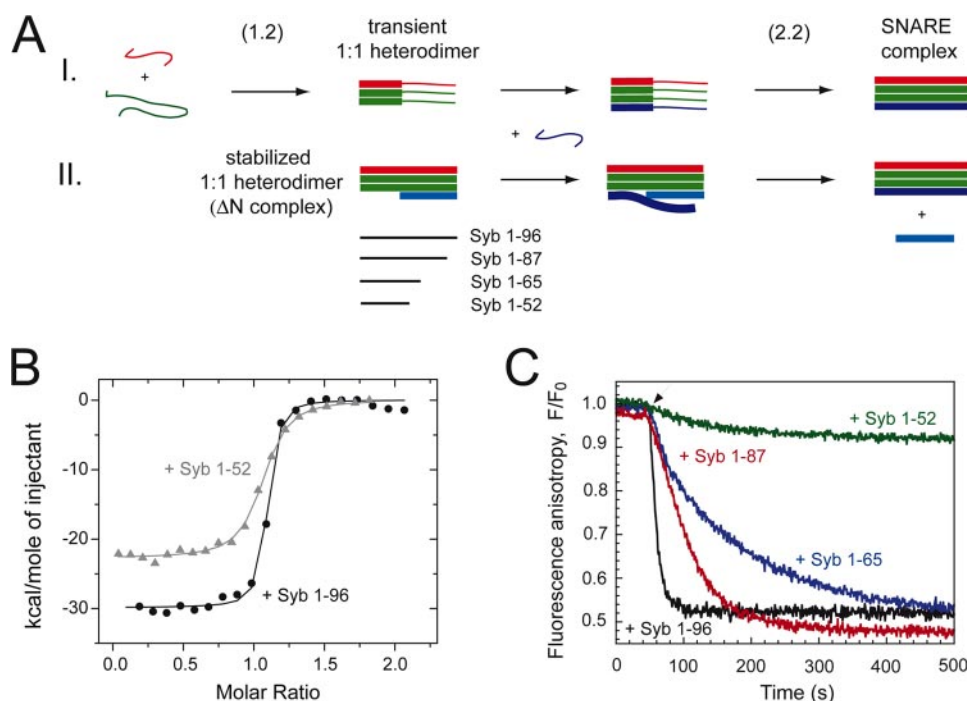 A
I.
+
(1.2)
transient
1:1 heterodimer
+
(2.2)
SNARE
complex
II.
stabilized
1:1 heterodimer
(ΔN complex)
+
Syb 1-96
Syb 1-87
Syb 1-65
Syb 1-52
B
kcal/mole of injectant
0
-10
-20
-30
+ Syb 1-52
+ Syb 1-96
0.0 0.5 1.0 1.5 2.0
Molar Ratio
C
Fluorescence anisotropy, F/F0
1.0
0.9
0.8
0.7
0.6
0.5
+ Syb 1-52
+ Syb 1-87
+ Syb 1-65
+ Syb 1-96
0 100 200 300 400 500
Time (s)